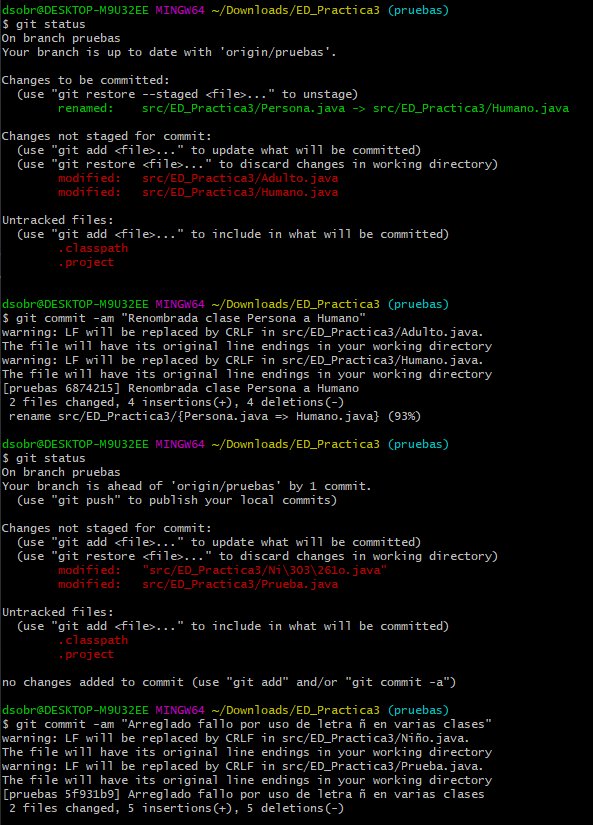 dsobr@DESKTOP-M9U32EE MINGW64 ~/Downloads/ED_Practica3 (pruebas)
$ git status
On branch pruebas
Your branch is up to date with 'origin/pruebas'.

Changes to be committed:
  (use "git restore --staged <file>..." to unstage)
        renamed:    src/ED_Practica3/Persona.java -> src/ED_Practica3/Humano.java

Changes not staged for commit:
  (use "git add <file>..." to update what will be committed)
  (use "git restore <file>..." to discard changes in working directory)
        modified:   src/ED_Practica3/Adulto.java
        modified:   src/ED_Practica3/Humano.java

Untracked files:
  (use "git add <file>..." to include in what will be committed)
        .classpath
        .project

dsobr@DESKTOP-M9U32EE MINGW64 ~/Downloads/ED_Practica3 (pruebas)
$ git commit -am "Renombrada clase Persona a Humano"
warning: LF will be replaced by CRLF in src/ED_Practica3/Adulto.java.
The file will have its original line endings in your working directory
warning: LF will be replaced by CRLF in src/ED_Practica3/Humano.java.
The file will have its original line endings in your working directory
[pruebas 6874215] Renombrada clase Persona a Humano
 2 files changed, 4 insertions(+), 4 deletions(-)
 rename src/ED_Practica3/{Persona.java => Humano.java} (93%)

dsobr@DESKTOP-M9U32EE MINGW64 ~/Downloads/ED_Practica3 (pruebas)
$ git status
On branch pruebas
Your branch is ahead of 'origin/pruebas' by 1 commit.
  (use "git push" to publish your local commits)

Changes not staged for commit:
  (use "git add <file>..." to update what will be committed)
  (use "git restore <file>..." to discard changes in working directory)
        modified:   "src/ED_Practica3/Ni\303\261o.java"
        modified:   src/ED_Practica3/Prueba.java

Untracked files:
  (use "git add <file>..." to include in what will be committed)
        .classpath
        .project

no changes added to commit (use "git add" and/or "git commit -a")

dsobr@DESKTOP-M9U32EE MINGW64 ~/Downloads/ED_Practica3 (pruebas)
$ git commit -am "Arreglado fallo por uso de letra ñ en varias clases"
warning: LF will be replaced by CRLF in src/ED_Practica3/Niño.java.
The file will have its original line endings in your working directory
warning: LF will be replaced by CRLF in src/ED_Practica3/Prueba.java.
The file will have its original line endings in your working directory
[pruebas 5f931b9] Arreglado fallo por uso de letra ñ en varias clases
 2 files changed, 5 insertions(+), 5 deletions(-)